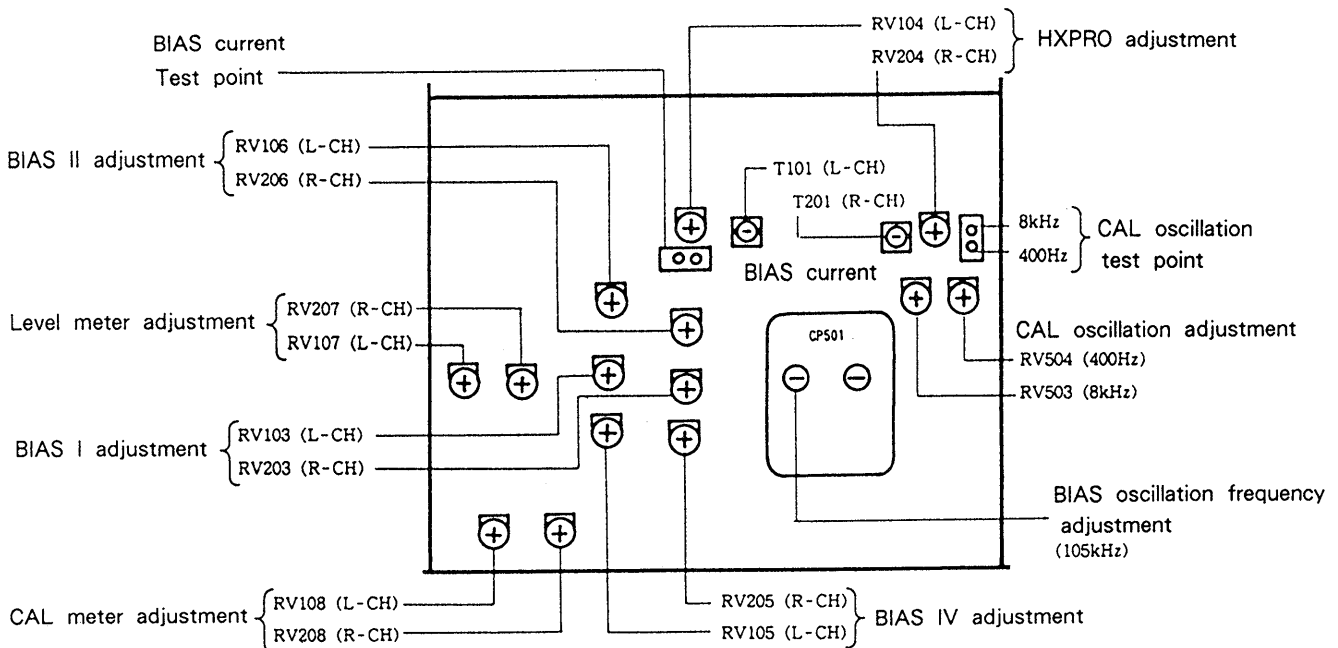 BIAS current
Test point
RV104 (L-CH)
RV204 (R-CH)
HXPRO adjustment
BIAS II adjustment
RV106 (L-CH)
RV206 (R-CH)
T101 (L-CH)
T201 (R-CH)
8kHz
400Hz
CAL oscillation
test point
BIAS current
Level meter adjustment
RV207 (R-CH)
RV107 (L-CH)
CP501
CAL oscillation adjustment
RV504 (400Hz)
RV503 (8kHz)
BIAS I adjustment
RV103 (L-CH)
RV203 (R-CH)
BIAS oscillation frequency
adjustment
(105kHz)
CAL meter adjustment
RV108 (L-CH)
RV208 (R-CH)
RV205 (R-CH)
RV105 (L-CH)
BIAS IV adjustment